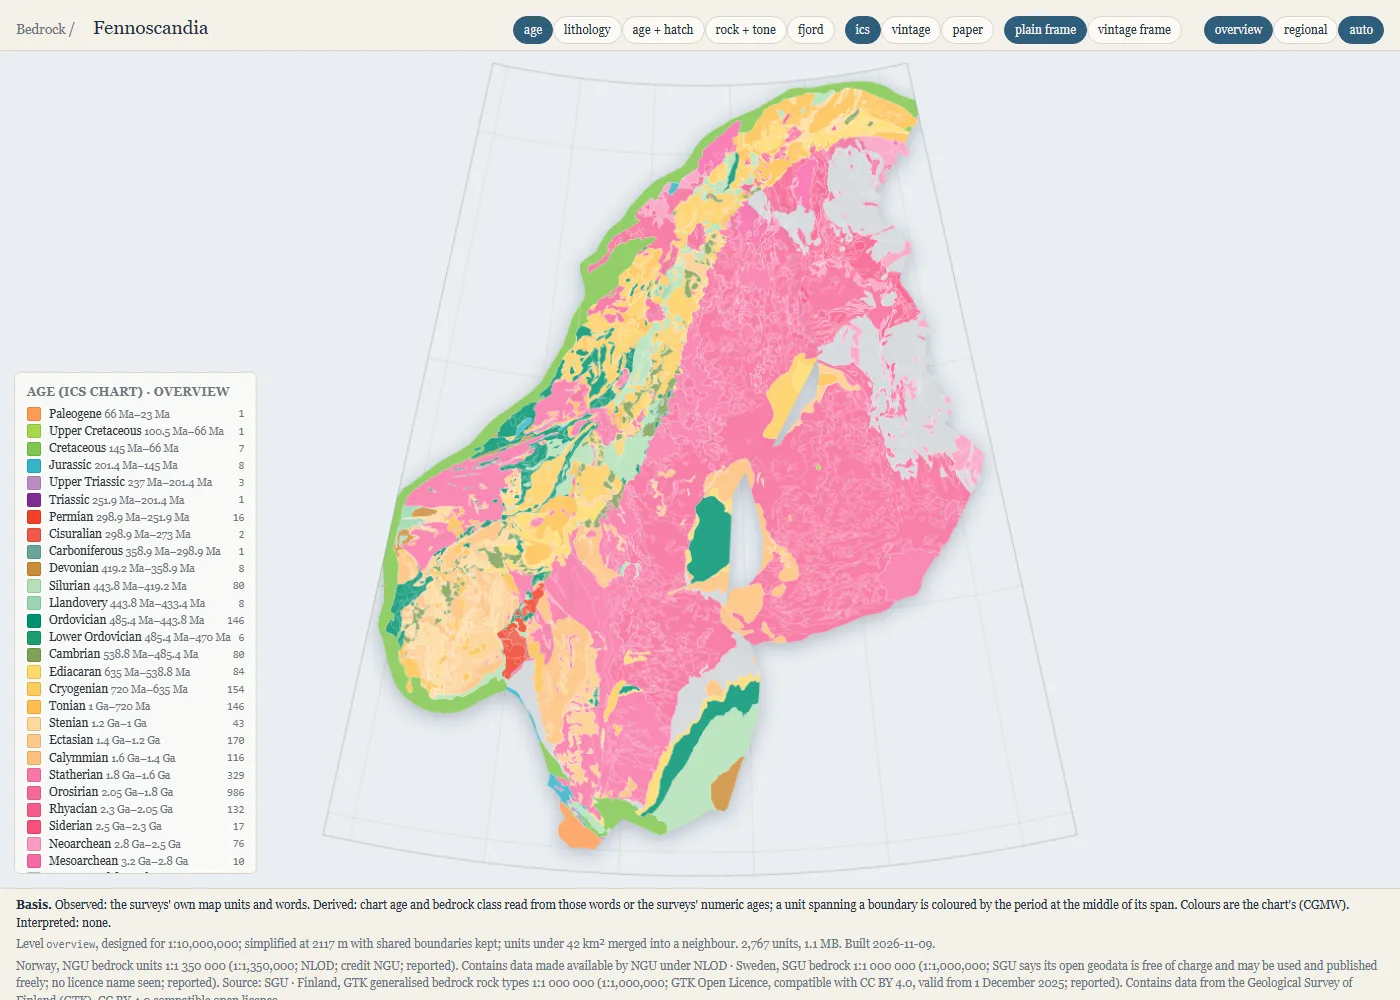 Bedrock / Fennoscandia
age lithology age + hatch rock + tone fjord ics vintage paper plain frame vintage frame overview regional auto
AGE (ICS CHART) · OVERVIEW
Paleogene 66 Ma–23 Ma 1
Upper Cretaceous 100.5 Ma–66 Ma 1
Cretaceous 145 Ma–66 Ma 7
Jurassic 201.4 Ma–145 Ma 8
Upper Triassic 237 Ma–201.4 Ma 3
Triassic 251.9 Ma–201.4 Ma 1
Permian 298.9 Ma–251.9 Ma 16
Cisuralian 298.9 Ma–273 Ma 2
Carboniferous 358.9 Ma–298.9 Ma 1
Devonian 419.2 Ma–358.9 Ma 8
Silurian 443.8 Ma–419.2 Ma 80
Llandovery 443.8 Ma–433.4 Ma 8
Ordovician 485.4 Ma–443.8 Ma 146
Lower Ordovician 485.4 Ma–470 Ma 6
Cambrian 538.8 Ma–485.4 Ma 80
Ediacaran 635 Ma–538.8 Ma 84
Cryogenian 720 Ma–635 Ma 154
Tonian 1 Ga–720 Ma 146
Stenian 1.2 Ga–1 Ga 43
Ectasian 1.4 Ga–1.2 Ga 170
Calymmian 1.6 Ga–1.4 Ga 116
Statherian 1.8 Ga–1.6 Ga 329
Orosirian 2.05 Ga–1.8 Ga 986
Rhyacian 2.3 Ga–2.05 Ga 132
Siderian 2.5 Ga–2.3 Ga 17
Neoarchean 2.8 Ga–2.5 Ga 76
Mesoarchean 3.2 Ga–2.8 Ga 10
Basis. Observed: the surveys' own map units and words. Derived: chart age and bedrock class read from those words or the surveys' numeric ages; a unit spanning a boundary is coloured by the period at the middle of its span. Colours are the chart's (CGMW).
Interpreted: none.
Level overview, designed for 1:10,000,000; simplified at 2117 m with shared boundaries kept; units under 42 km² merged into a neighbour. 2,767 units, 1.1 MB. Built 2026-11-09.
Norway, NGU bedrock units 1:1 350 000 (1:1,350,000; NLOD; credit NGU; reported). Contains data made available by NGU under NLOD · Sweden, SGU bedrock 1:1 000 000 (1:1,000,000; SGU says its open geodata is free of charge and may be used and published
freely; no licence name seen; reported). Source: SGU · Finland, GTK generalised bedrock rock types 1:1 000 000 (1:1,000,000; GTK Open Licence, compatible with CC BY 4.0, valid from 1 December 2025; reported). Contains data from the Geological Survey of
Finland (GTK), CC BY 4.0 compatible open licence.